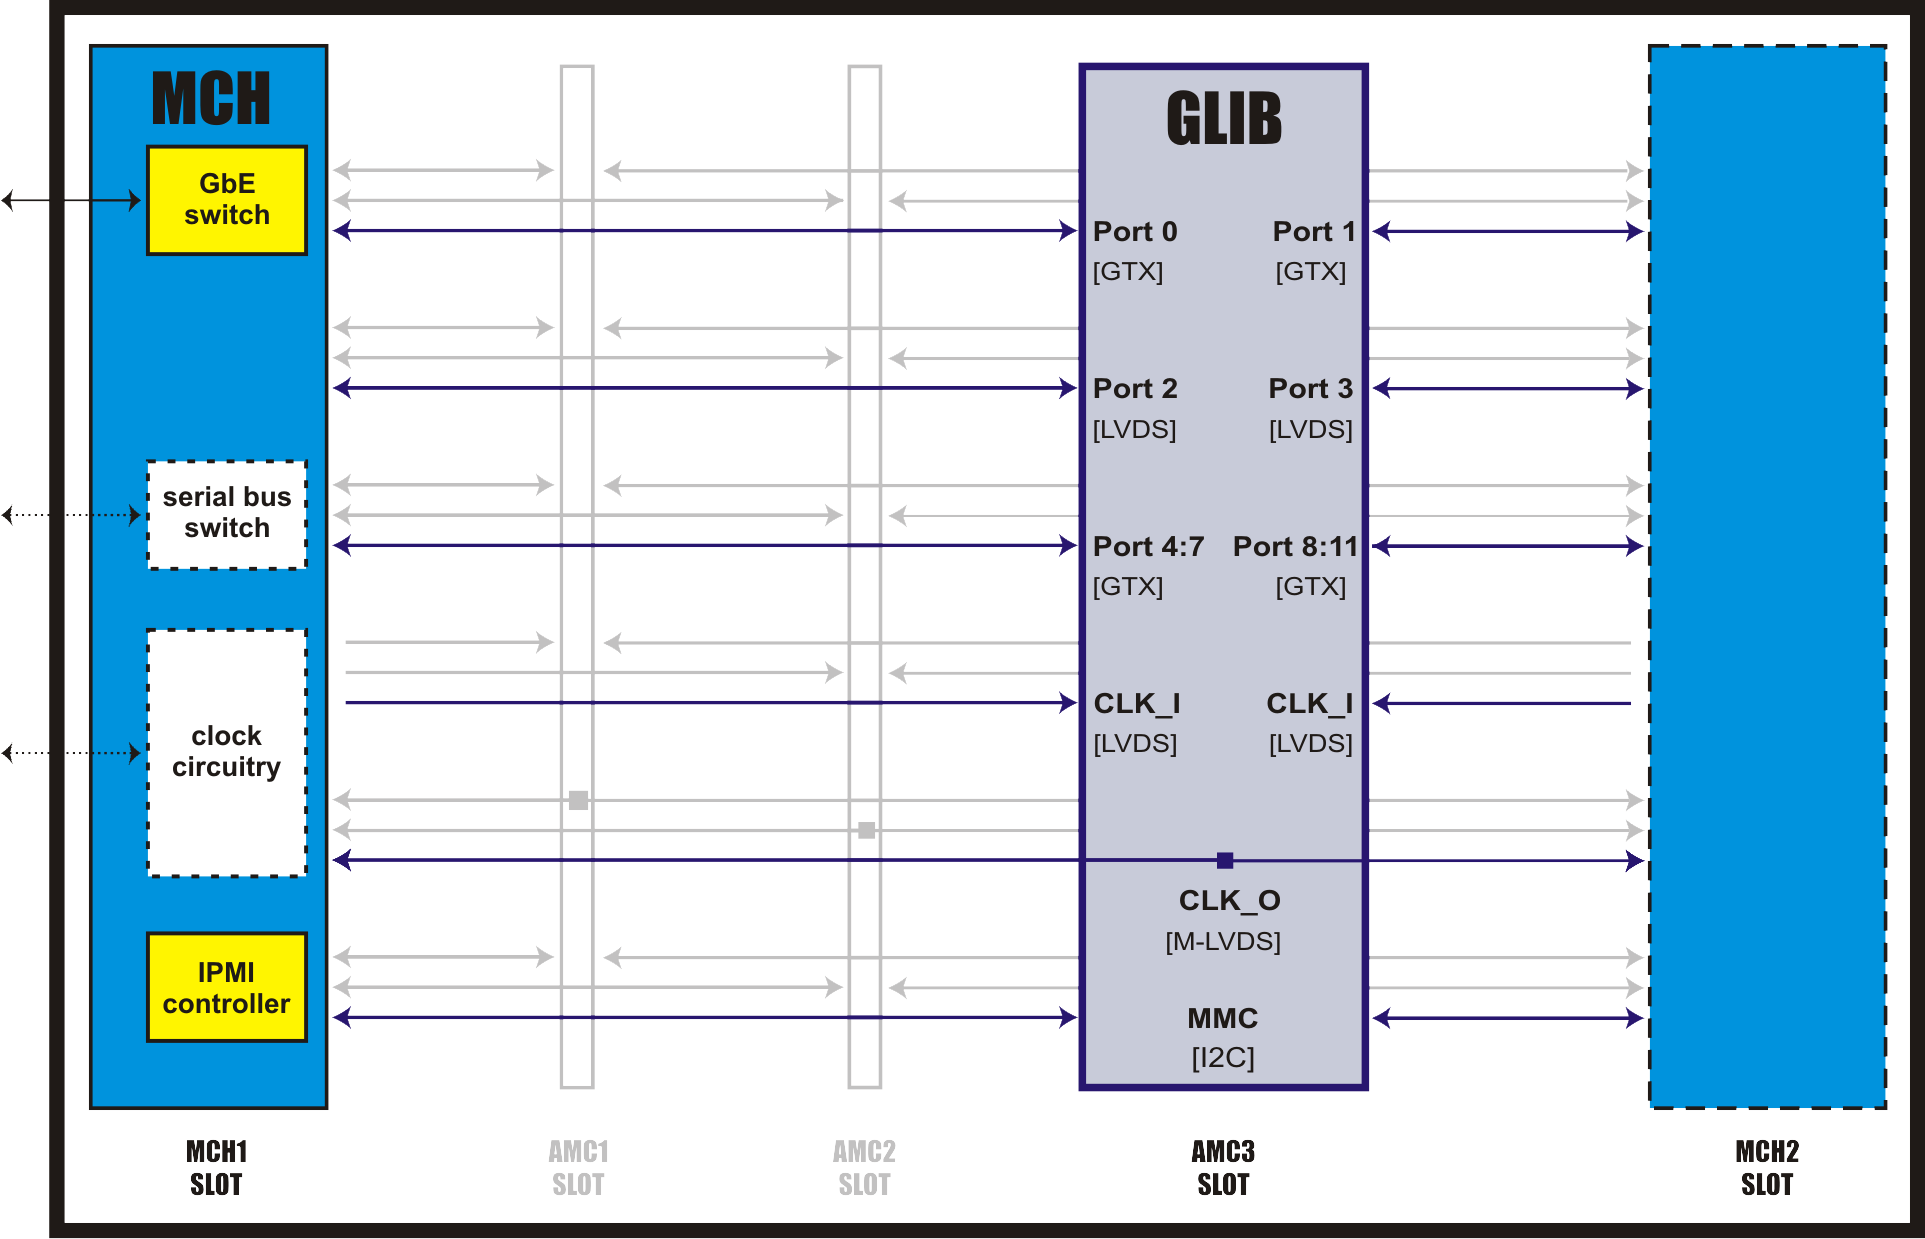 MCH
GLIB
GbE
switch
Port 0
Port 1
[GTX]
[GTX]
Port 2
Port 3
[LVDS]
[LVDS]
serial bus
switch
Port 4:7
Port 8:11
[GTX]
[GTX]
clock
circuitry
CLK_I
CLK_I
[LVDS]
[LVDS]
CLK_O
[M-LVDS]
IPMI
controller
MMC
[I2C]
MCH1
SLOT
AMC1
SLOT
AMC2
SLOT
AMC3
SLOT
MCH2
SLOT